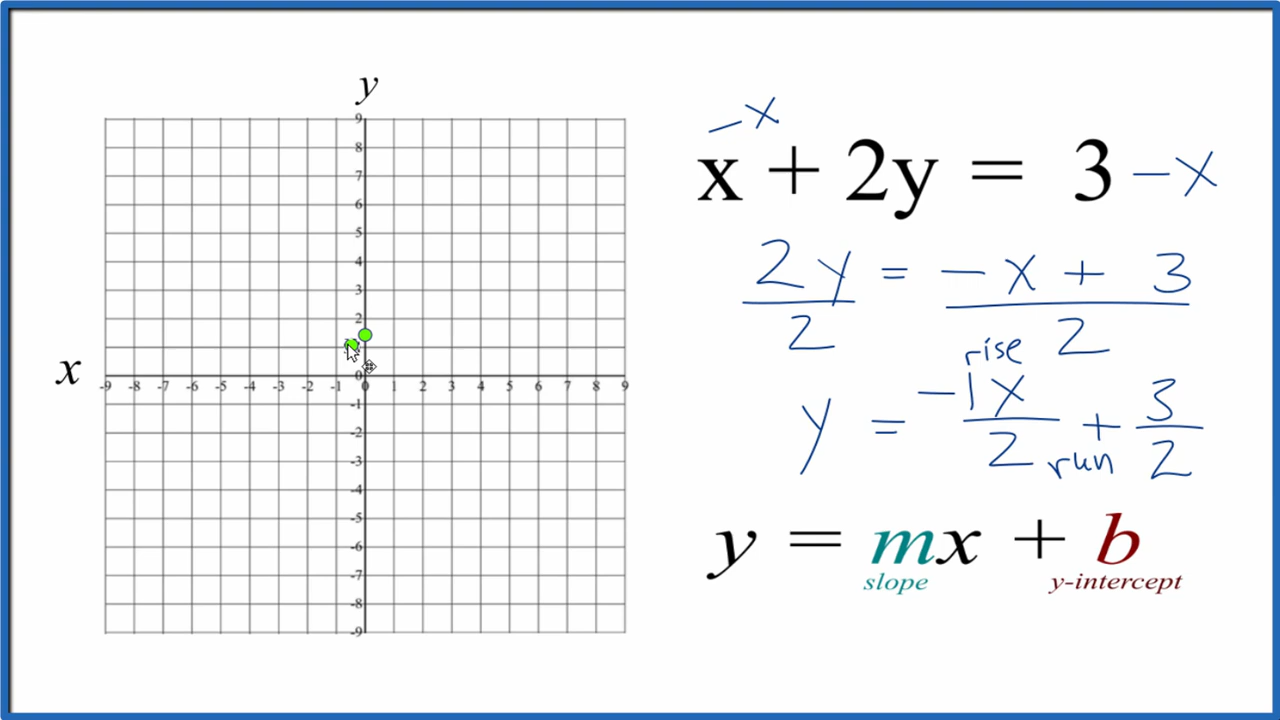 y
9
8
7
6
5
4
3
2
x
-9 -8 -7 -6 -5 -4 -3 -2 -1 0 0 1 2 3 4 5 6 7 8 9
-1
-2
-3
-4
-5
-6
-7
-8
-9
-x
x + 2y = 3 -x
2y = -x + 3
2 2
rise
y = -1x + 3
2 run 2
y = mx + b
slope y-intercept